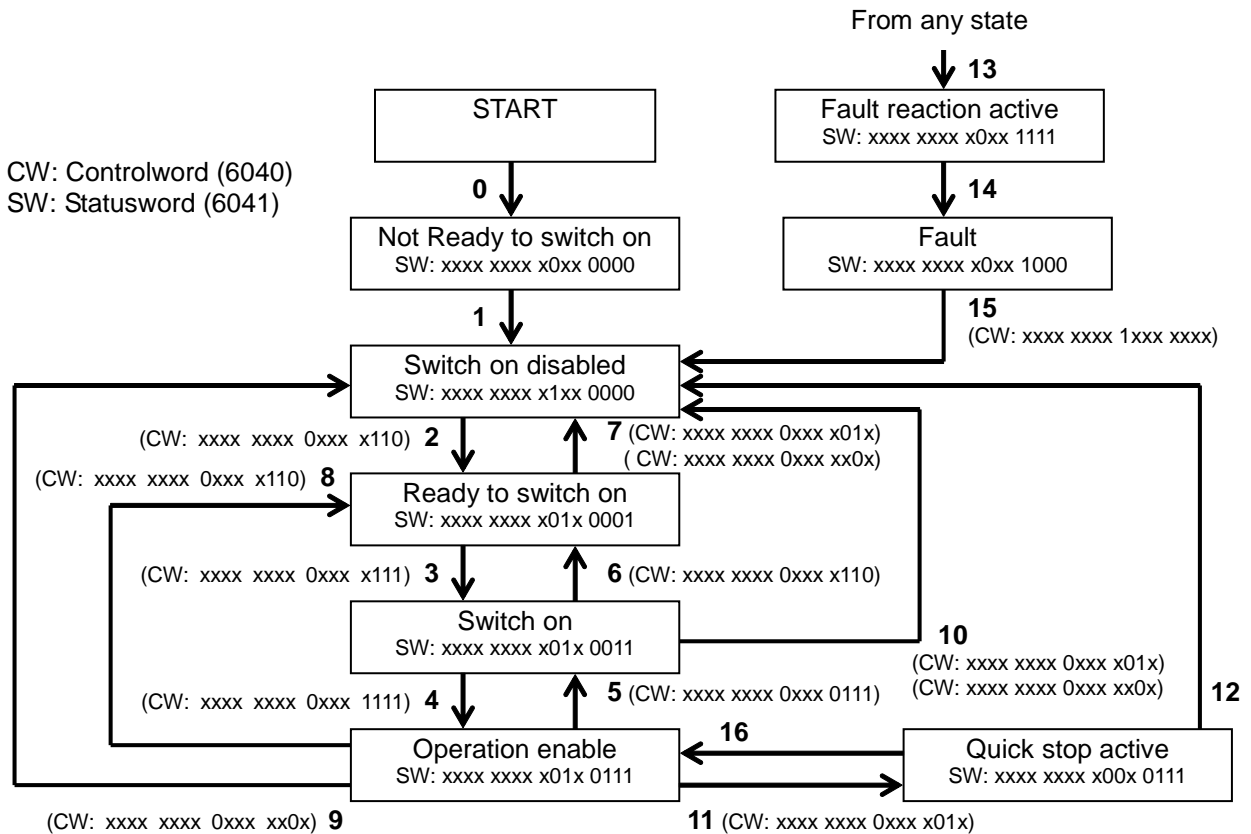 From any state
13
START
Fault reaction active
SW: xxxx xxxx x0xx 1111
CW: Controlword (6040)
SW: Statusword (6041)
0
14
Not Ready to switch on
SW: xxxx xxxx x0xx 0000
Fault
SW: xxxx xxxx x0xx 1000
1
15
(CW: xxxx xxxx 1xxx xxxx)
Switch on disabled
SW: xxxx xxxx x1xx 0000
(CW: xxxx xxxx 0xxx x110) 2
7 (CW: xxxx xxxx 0xxx x01x)
( CW: xxxx xxxx 0xxx xx0x)
(CW: xxxx xxxx 0xxx x110) 8
Ready to switch on
SW: xxxx xxxx x01x 0001
(CW: xxxx xxxx 0xxx x111) 3
6 (CW: xxxx xxxx 0xxx x110)
Switch on
SW: xxxx xxxx x01x 0011
10
(CW: xxxx xxxx 0xxx x01x)
(CW: xxxx xxxx 0xxx xx0x)
12
(CW: xxxx xxxx 0xxx 1111) 4
5 (CW: xxxx xxxx 0xxx 0111)
16
Operation enable
SW: xxxx xxxx x01x 0111
Quick stop active
SW: xxxx xxxx x00x 0111
(CW: xxxx xxxx 0xxx xx0x) 9
11 (CW: xxxx xxxx 0xxx x01x)